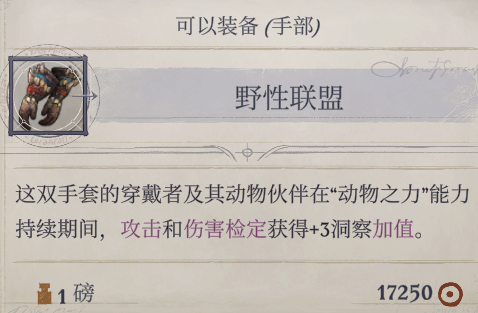 可以装备 (手部)
野性联盟
这双手套的穿戴者及其动物伙伴在“动物之力”能力
持续期间，攻击和伤害检定获得+3洞察加值。
1 磅
17250